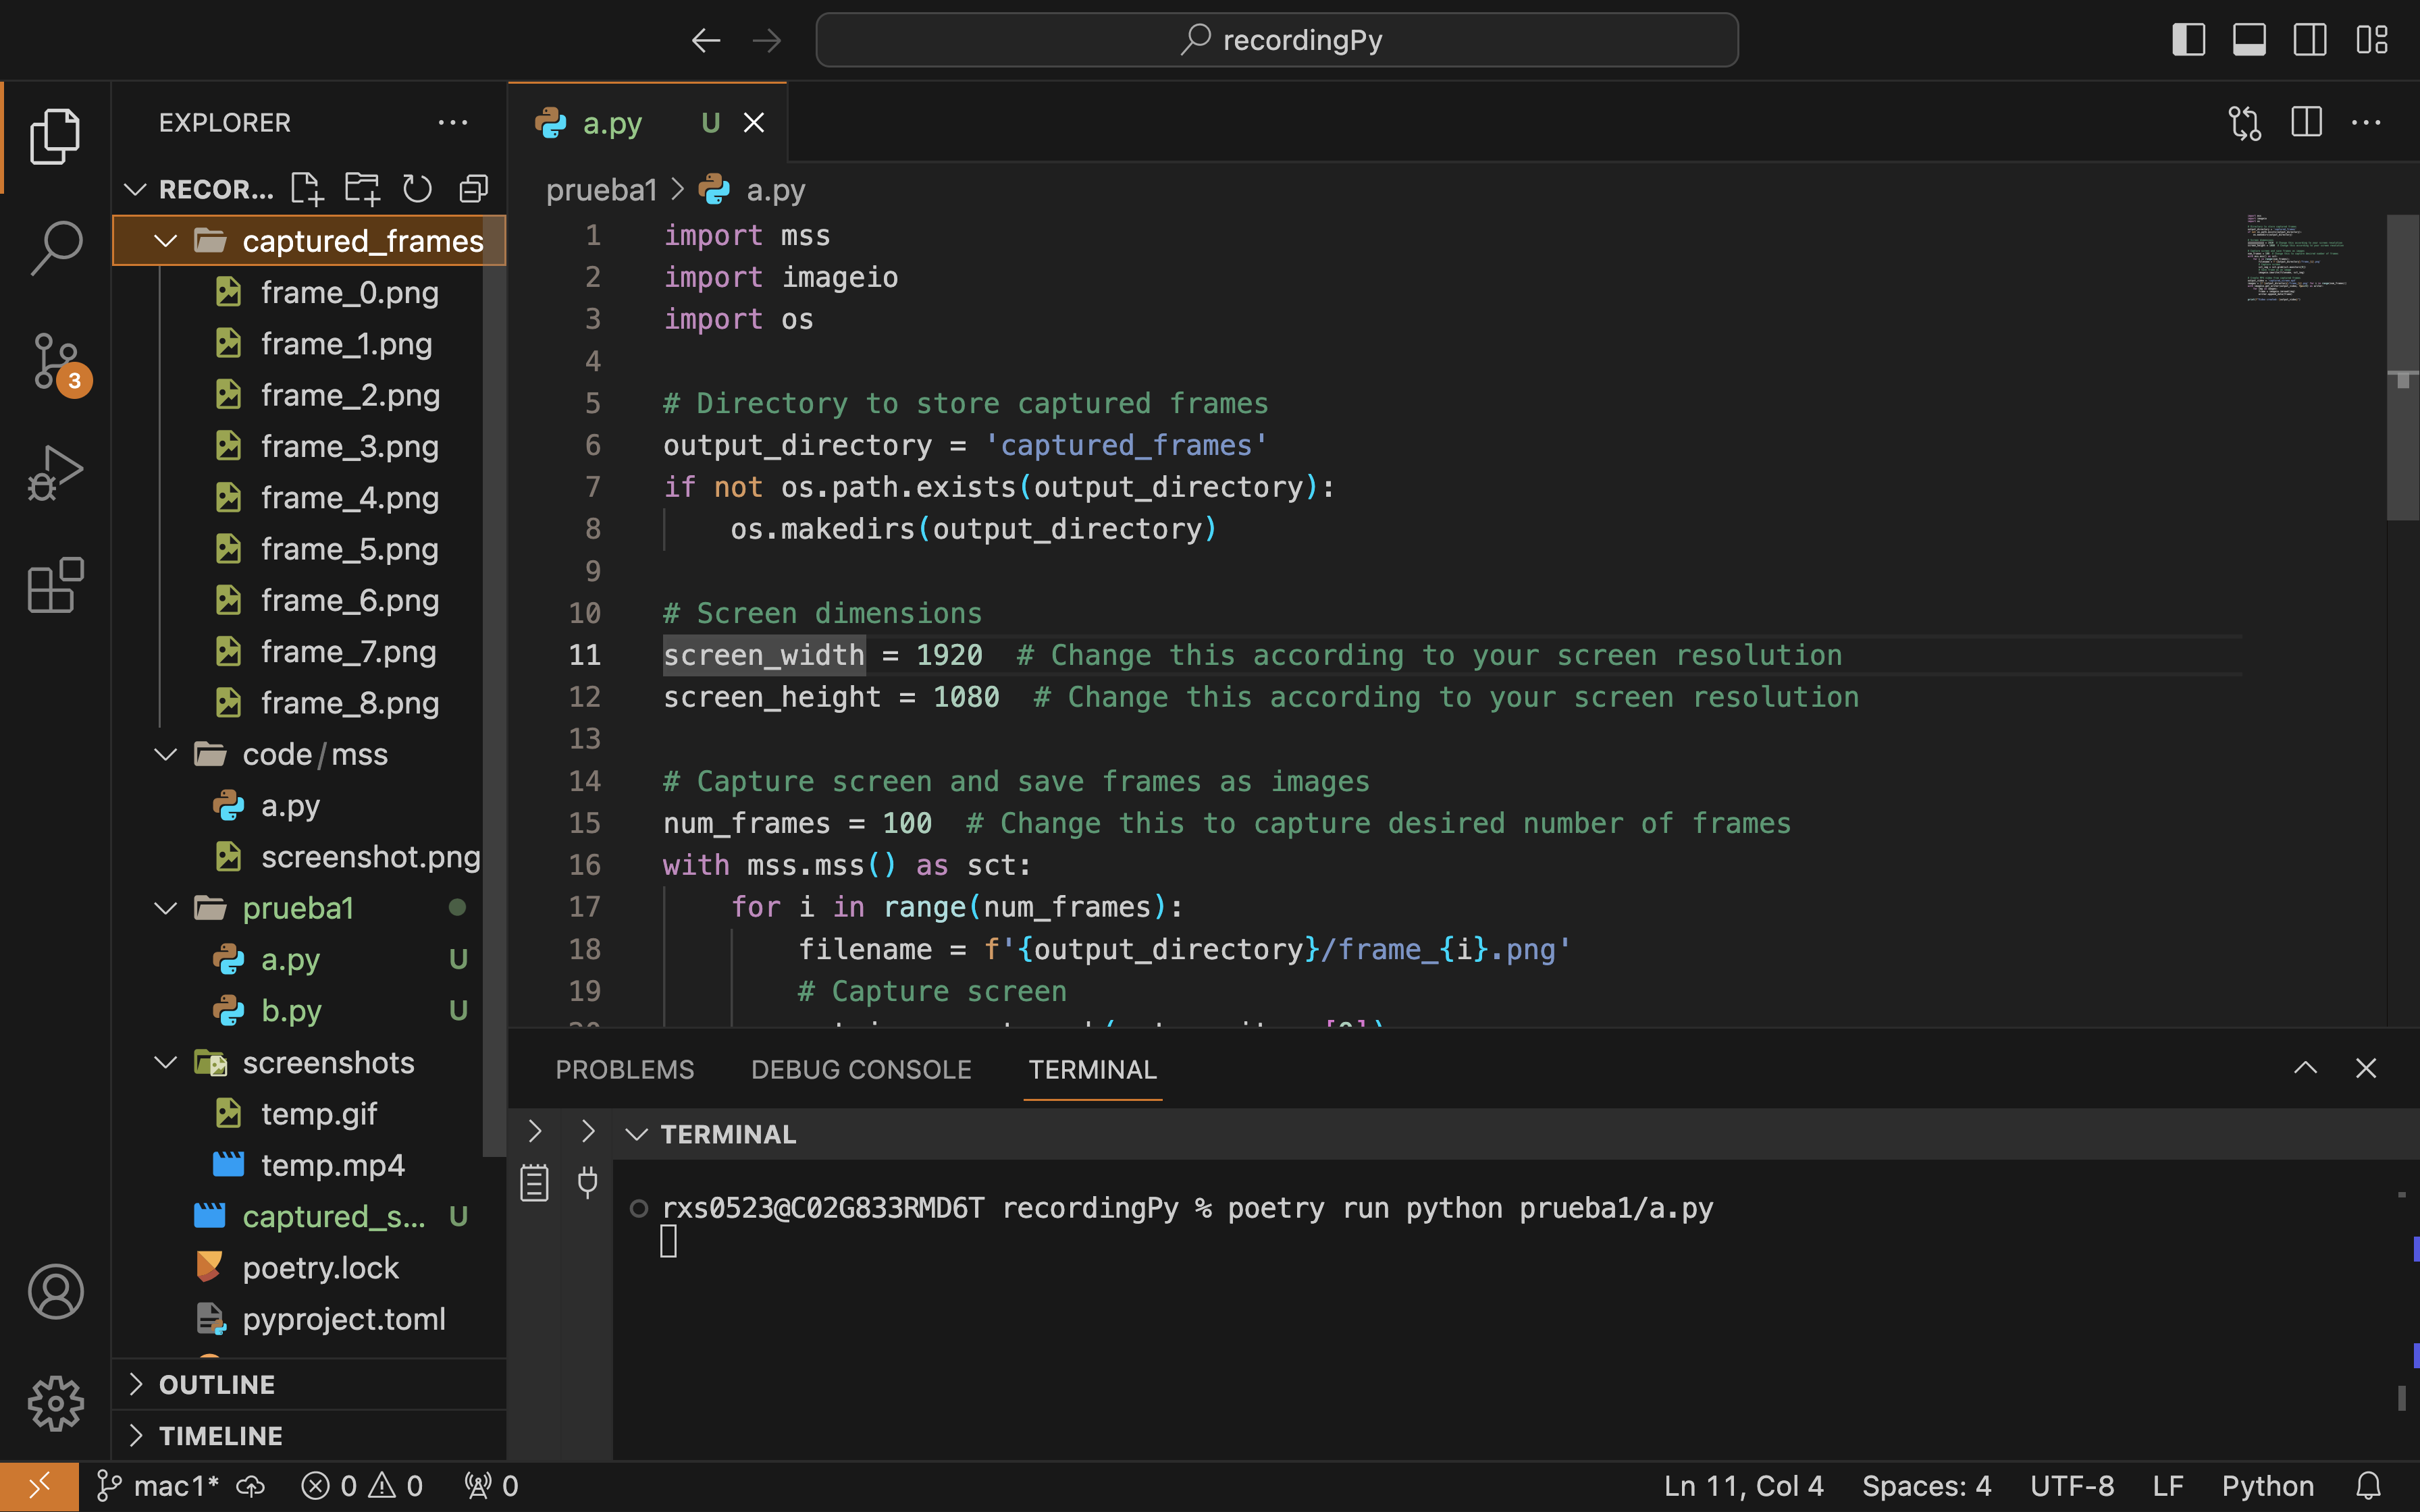 recordingPy
EXPLORER
RECOR...
captured_frames
frame_0.png
frame_1.png
frame_2.png
frame_3.png
frame_4.png
frame_5.png
frame_6.png
frame_7.png
frame_8.png
code/mss
a.py
screenshot.png
prueba1
a.py U
b.py U
screenshots
temp.gif
temp.mp4
captured_s... U
poetry.lock
pyproject.toml
OUTLINE
TIMELINE
3
a.py U
prueba1 > a.py
1 import mss
2 import imageio
3 import os
4
5 # Directory to store captured frames
6 output_directory = 'captured_frames'
7 if not os.path.exists(output_directory):
8 os.makedirs(output_directory)
9
10 # Screen dimensions
11 screen_width = 1920 # Change this according to your screen resolution
12 screen_height = 1080 # Change this according to your screen resolution
13
14 # Capture screen and save frames as images
15 num_frames = 100 # Change this to capture desired number of frames
16 with mss.mss() as sct:
17 for i in range(num_frames):
18 filename = f'{output_directory}/frame_{i}.png'
19 # Capture screen
PROBLEMS DEBUG CONSOLE TERMINAL
TERMINAL
rxs0523@C02G833RMD6T recordingPy % poetry run python prueba1/a.py
mac1* 0 0 0 Ln 11, Col 4 Spaces: 4 UTF-8 LF Python